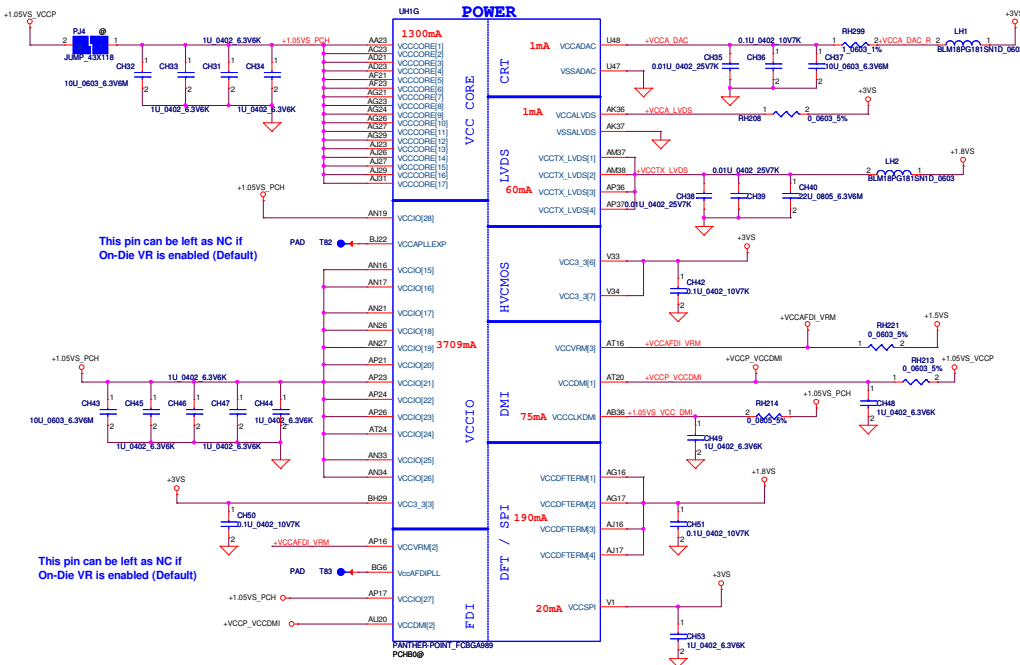 POWER
UH1G
+1.05VS_VCCP
PJ4 @
2 1
JUMP_43X118
1U_0402_6.3V6K
+1.05VS_PCH
CH32
CH33
CH31
CH34
10U_0603_6.3V6M
1U_0402_6.3V6K
1U_0402_6.3V6K
1300mA
VCC CORE
AA23 VCCCORE[1]
AC23 VCCCORE[2]
AD21 VCCCORE[3]
AD23 VCCCORE[4]
AF21 VCCCORE[5]
AF23 VCCCORE[6]
AG21 VCCCORE[7]
AG23 VCCCORE[8]
AG24 VCCCORE[9]
AG26 VCCCORE[10]
AG27 VCCCORE[11]
AG29 VCCCORE[12]
AJ23 VCCCORE[13]
AJ26 VCCCORE[14]
AJ27 VCCCORE[15]
AJ29 VCCCORE[16]
AJ31 VCCCORE[17]
+1.05VS_PCH
AN19 VCCIO[28]
This pin can be left as NC if
On-Die VR is enabled (Default)
PAD T82 BJ22 VCCAPLLEXP
AN16 VCCIO[15]
AN17 VCCIO[16]
AN21 VCCIO[17]
AN26 VCCIO[18]
AN27 VCCIO[19]
3709mA
AP21 VCCIO[20]
AP23 VCCIO[21]
AP24 VCCIO[22]
AP26 VCCIO[23]
AT24 VCCIO[24]
AN33 VCCIO[25]
AN34 VCCIO[26]
VCCIO
+1.05VS_PCH
1U_0402_6.3V6K
CH43
CH45
CH46
CH47
CH44
10U_0603_6.3V6M
1U_0402_6.3V6K
1U_0402_6.3V6K
1U_0402_6.3V6K
+3VS
BH29 VCC3_3[3]
CH50
0.1U_0402_10V7K
This pin can be left as NC if
On-Die VR is enabled (Default)
+VCCAFDI_VRM AP16 VCCVRM[2]
PAD T83 BG6 VccAFDIPLL
+1.05VS_PCH AP17 VCCIO[27]
+VCCP_VCCDMI AU20 VCCDMI[2]
FDI
PANTHER-POINT_FCBGA989
PCHB0@
CRT
1mA
VCCADAC U48 +VCCA_DAC
VSSADAC U47
0.1U_0402_10V7K
RH299
1 2
1_0603_1%
+VCCA_DAC_R
LH1
2 1
BLM18PG181SN1D_0603
+3VS
CH35
0.01U_0402_25V7K
CH36
CH37
10U_0603_6.3V6M
LVDS
1mA
VCCALVDS AK36 +VCCA_LVDS
VSSALVDS AK37
RH208
1 2
0_0603_5%
+3VS
VCCTX_LVDS[1] AM37
VCCTX_LVDS[2] AM38
VCCTX_LVDS[3] AP36
VCCTX_LVDS[4] AP37
60mA
+VCCTX_LVDS
0.01U_0402_25V7K
LH2
2 1
BLM18PG181SN1D_0603
+1.8VS
CH38
0.01U_0402_25V7K
CH39
CH40
22U_0805_6.3V6M
HVCMOS
VCC3_3[6] V33
VCC3_3[7] V34
+3VS
CH42
0.1U_0402_10V7K
DMI
VCCVRM[3] AT16 +VCCAFDI_VRM
+VCCAFDI_VRM
RH221
1 2
0_0603_5%
+1.5VS
VCCDMI[1] AT20 +VCCP_VCCDMI
+VCCP_VCCDMI
RH213
1 2
0_0603_5%
+1.05VS_VCCP
CH48
1U_0402_6.3V6K
75mA
VCCCLKDMI AB36 +1.05VS_VCC_DMI
RH214
2 1
0_0805_5%
+1.05VS_PCH
CH49
1U_0402_6.3V6K
DFT / SPI
VCCDFTERM[1] AG16
VCCDFTERM[2] AG17
VCCDFTERM[3] AJ16
VCCDFTERM[4] AJ17
190mA
+1.8VS
CH51
0.1U_0402_10V7K
20mA
VCCSPI V1
+3VS
CH53
1U_0402_6.3V6K